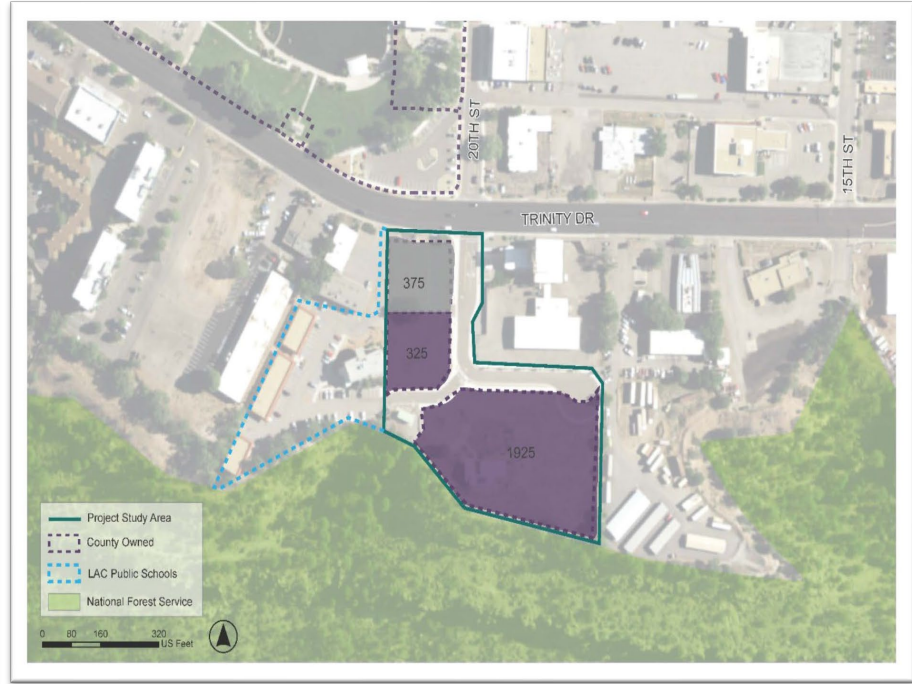 20TH ST
15TH ST
TRINITY DR
375
325
1925
Project Study Area
County Owned
LAC Public Schools
National Forest Service
0 80 160 320
US Feet